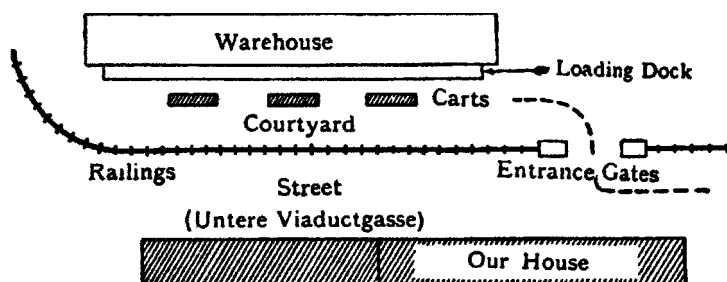 Warehouse
Loading Dock
Carts
Courtyard
Railings
Entrance Gates
Street
(Untere Viaductgasse)
Our House